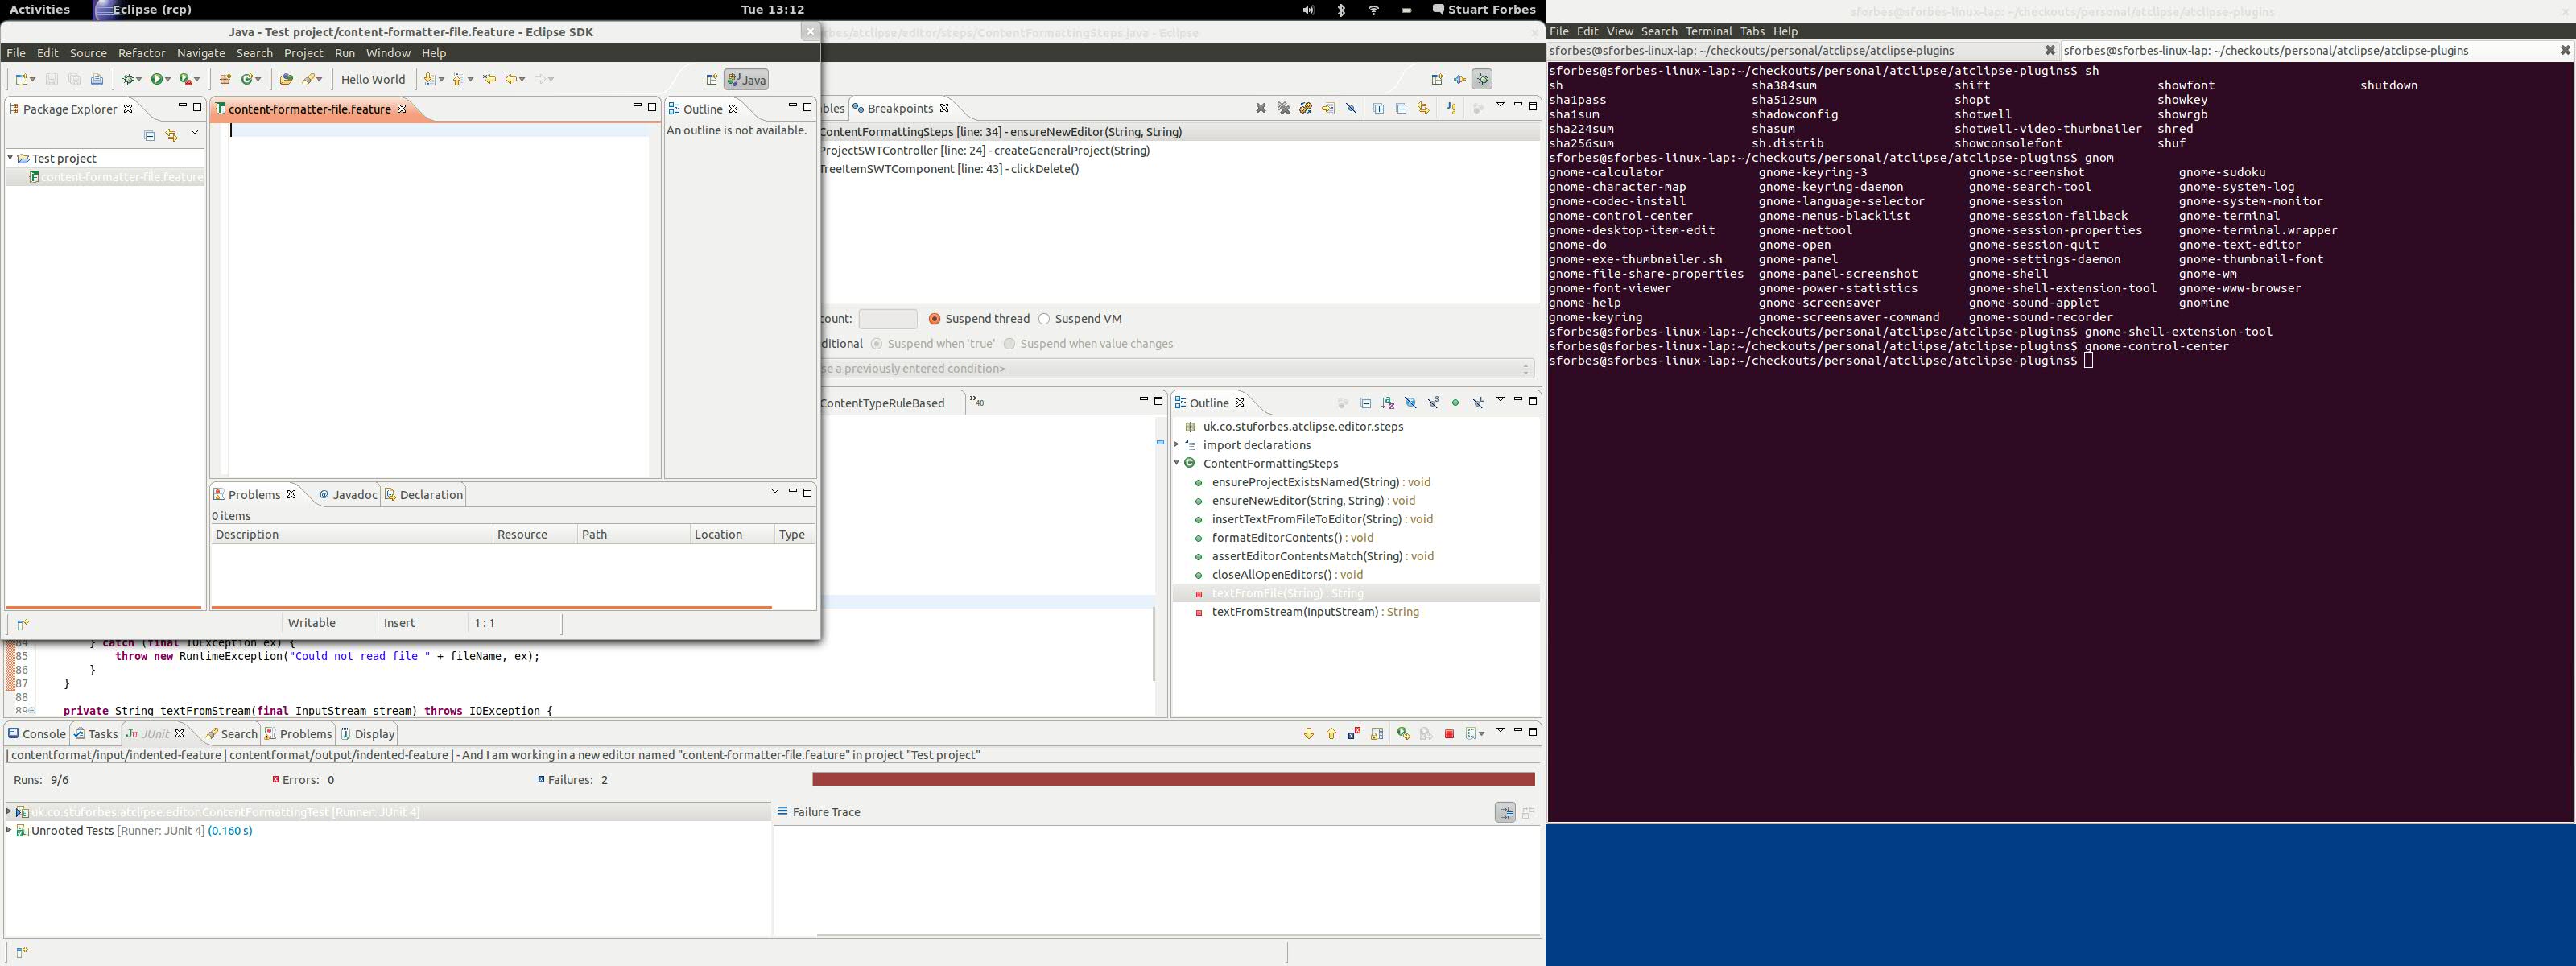 Activities Eclipse (rcp) Tue 13:12 Stuart Forbes
Java - Test project/content-formatter-file.feature - Eclipse SDK
File Edit Source Refactor Navigate Search Project Run Window Help
Hello World Java
Package Explorer
Test project
content-formatter-file.feature
content-formatter-file.feature
Outline
An outline is not available.
Problems Javadoc Declaration
0 items
Description Resource Path Location Type
Writable Insert 1 : 1
bes/atclipse/editor/steps/ContentFormattingSteps.java - Eclipse
bles Breakpoints
ContentFormattingSteps [line: 34] - ensureNewEditor(String, String)
ProjectSWTController [line: 24] - createGeneralProject(String)
TreeItemSWTComponent [line: 43] - clickDelete()
count: Suspend thread Suspend VM
ditional Suspend when 'true' Suspend when value changes
e a previously entered condition>
ContentTypeRuleBased »40
Outline
uk.co.stuforbes.atclipse.editor.steps
import declarations
ContentFormattingSteps
ensureProjectExistsNamed(String) : void
ensureNewEditor(String, String) : void
insertTextFromFileToEditor(String) : void
formatEditorContents() : void
assertEditorContentsMatch(String) : void
closeAllOpenEditors() : void
textFromFile(String) : String
textFromStream(InputStream) : String
84 } catch (final IOException ex) {
85 throw new RuntimeException("Could not read file " + fileName, ex);
86 }
87 }
88
89 private String textFromStream(final InputStream stream) throws IOException {
Console Tasks JUnit Search Problems Display
| contentformat/input/indented-feature | contentformat/output/indented-feature | - And I am working in a new editor named "content-formatter-file.feature" in project "Test project"
Runs: 9/6 Errors: 0 Failures: 2
uk.co.stuforbes.atclipse.editor.ContentFormattingTest [Runner: JUnit 4]
Unrooted Tests [Runner: JUnit 4] (0.160 s)
Failure Trace
sforbes@sforbes-linux-lap: ~/checkouts/personal/atclipse/atclipse-plugins
File Edit View Search Terminal Tabs Help
sforbes@sforbes-linux-lap: ~/checkouts/personal/atclipse/atclipse-plugins sforbes@sforbes-linux-lap: ~/checkouts/personal/atclipse/atclipse-plugins
sforbes@sforbes-linux-lap:~/checkouts/personal/atclipse/atclipse-plugins$ sh
sh sha384sum shift showfont shutdown
sha1pass sha512sum shopt showkey
sha1sum shadowconfig shotwell showrgb
sha224sum shasum shotwell-video-thumbnailer shred
sha256sum sh.distrib showconsolefont shuf
sforbes@sforbes-linux-lap:~/checkouts/personal/atclipse/atclipse-plugins$ gnom
gnome-calculator gnome-keyring-3 gnome-screenshot gnome-sudoku
gnome-character-map gnome-keyring-daemon gnome-search-tool gnome-system-log
gnome-codec-install gnome-language-selector gnome-session gnome-system-monitor
gnome-control-center gnome-menus-blacklist gnome-session-fallback gnome-terminal
gnome-desktop-item-edit gnome-nettool gnome-session-properties gnome-terminal.wrapper
gnome-do gnome-open gnome-session-quit gnome-text-editor
gnome-exe-thumbnailer.sh gnome-panel gnome-settings-daemon gnome-thumbnail-font
gnome-file-share-properties gnome-panel-screenshot gnome-shell gnome-wm
gnome-font-viewer gnome-power-statistics gnome-shell-extension-tool gnome-www-browser
gnome-help gnome-screensaver gnome-sound-applet gnomine
gnome-keyring gnome-screensaver-command gnome-sound-recorder
sforbes@sforbes-linux-lap:~/checkouts/personal/atclipse/atclipse-plugins$ gnome-shell-extension-tool
sforbes@sforbes-linux-lap:~/checkouts/personal/atclipse/atclipse-plugins$ gnome-control-center
sforbes@sforbes-linux-lap:~/checkouts/personal/atclipse/atclipse-plugins$